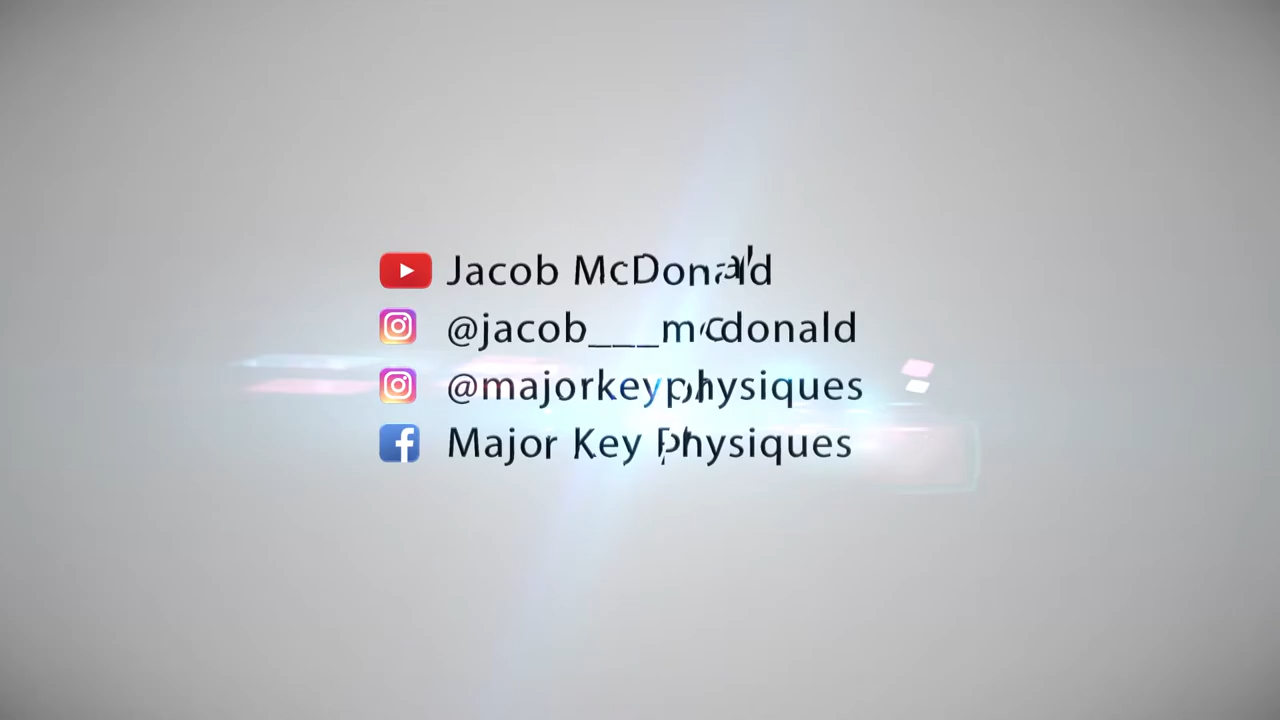 Jacob McDonald
@jacob___mcdonald
@majorkeyphysiques
Major Key Physiques